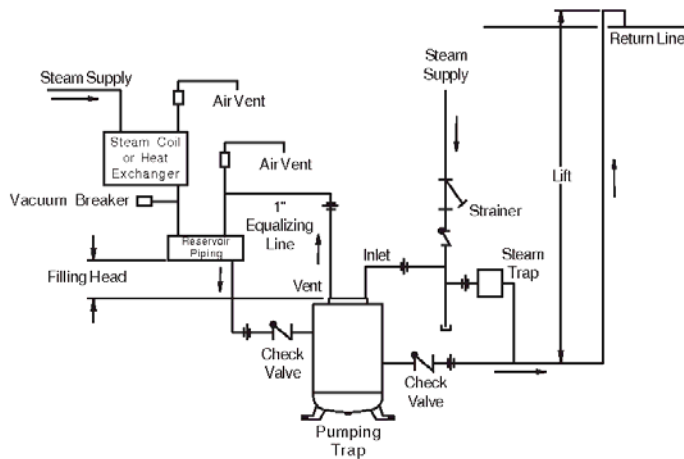 Steam Supply
Air Vent
Steam Coil
or Heat
Exchanger
Air Vent
Vacuum Breaker
1"
Equalizing
Line
Reservoir
Piping
Filling Head
Vent
Inlet
Check
Valve
Pumping
Trap
Check
Valve
Steam
Supply
Strainer
Steam
Trap
Lift
Return Line